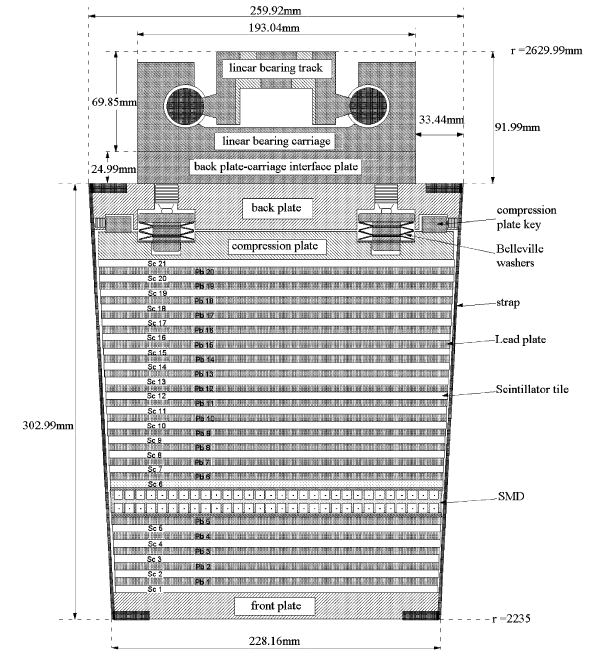 259.92mm
193.04mm
r =2629.99mm
linear bearing track
69.85mm
33.44mm
91.99mm
linear bearing carriage
24.99mm
back plate-carriage interface plate
back plate
compression
plate key
compression plate
Belleville
washers
Sc 21
Pb 20
Sc 20
Pb 19
Sc 19
Pb 18
strap
Sc 18
Pb 17
Sc 17
Pb 16
Sc 16
Pb 15
Lead plate
Sc 15
Pb 14
Sc 14
Pb 13
Sc 13
Pb 12
Scintillator tile
Sc 12
Pb 11
Sc 11
Pb 10
302.99mm
Sc 10
Pb 9
Sc 9
Pb 8
Sc 8
Pb 7
Sc 7
Pb 6
Sc 6
SMD
Pb 5
Sc 5
Pb 4
Sc 4
Pb 3
Sc 3
Pb 2
Sc 2
Pb 1
Sc 1
front plate
r =2235
228.16mm